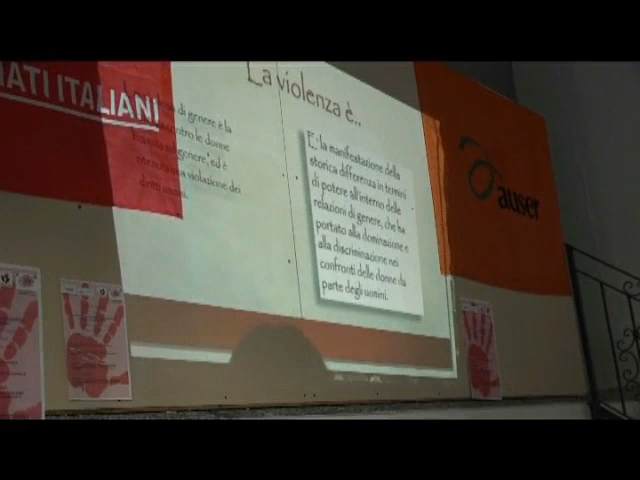 IATI ITALIANI
La violenza è..
di genere è la
contro le donne
genere', ed è
una violazione dei
diritti umani.
E' la manifestazione della
storica differenza in termini
di potere all'interno delle
relazioni di genere, che ha
portato alla dominazione e
alla discriminazione nei
confronti delle donne da
parte degli uomini.
auser